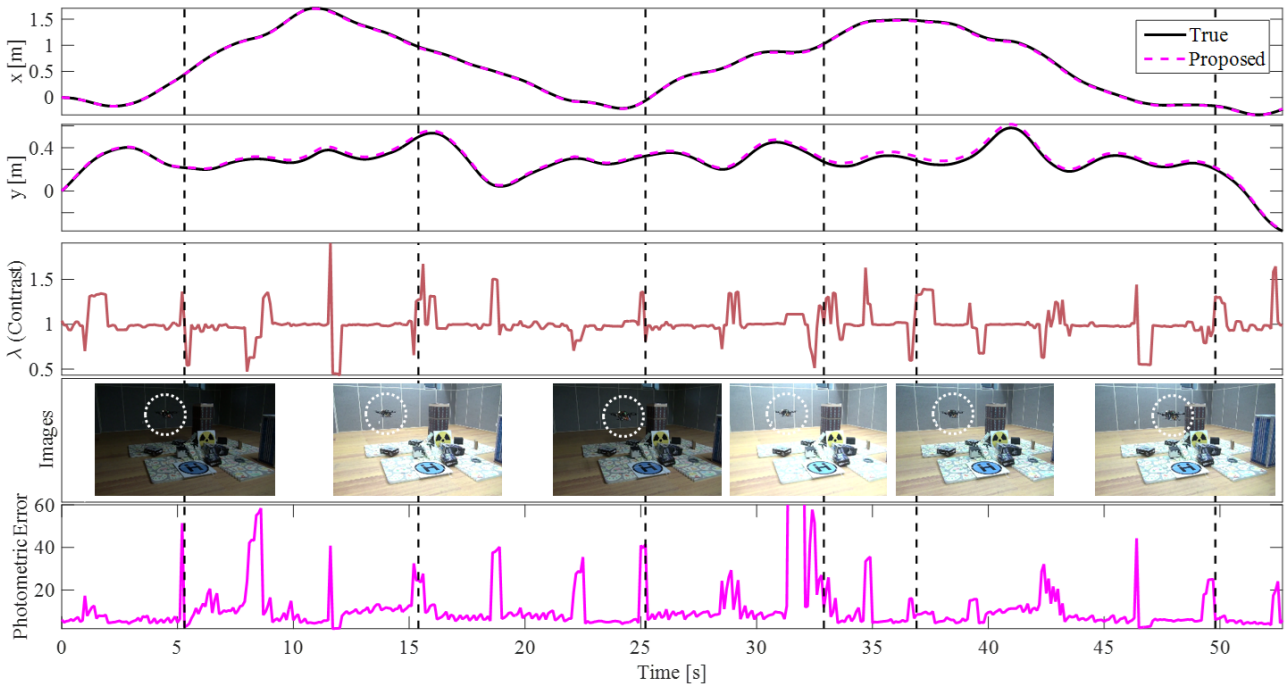 x [m]
1.5
1
0.5
0
True
Proposed
y [m]
0.4
0
λ (Contrast)
1.5
1
0.5
Images
H
H
H
H
H
H
Photometric Error
60
40
20
0
5
10
15
20
25
30
35
40
45
50
Time [s]